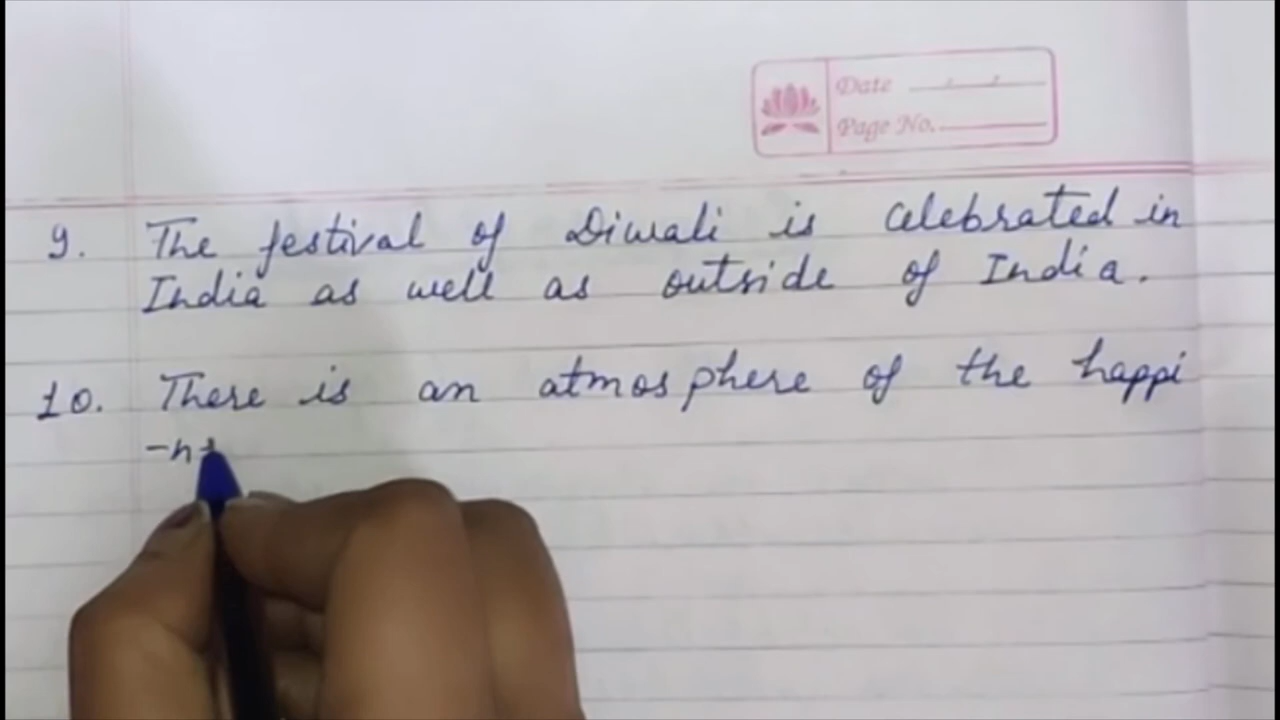 Date
Page No.
9. The festival of Diwali is celebrated in
India as well as outside of India.
10. There is an atmosphere of the happi
-n